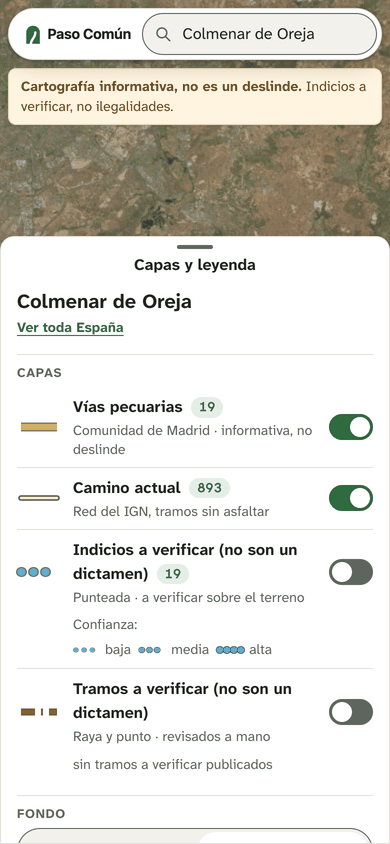 Paso Común
Colmenar de Oreja
Cartografía informativa, no es un deslinde. Indicios a
verificar, no ilegalidades.
Capas y leyenda
Colmenar de Oreja
Ver toda España
CAPAS
Vías pecuarias 19
Comunidad de Madrid · informativa, no
deslinde
Camino actual 893
Red del IGN, tramos sin asfaltar
Indicios a verificar (no son un
dictamen) 19
Punteada · a verificar sobre el terreno
Confianza:
baja media alta
Tramos a verificar (no son un
dictamen)
Raya y punto · revisados a mano
sin tramos a verificar publicados
FONDO